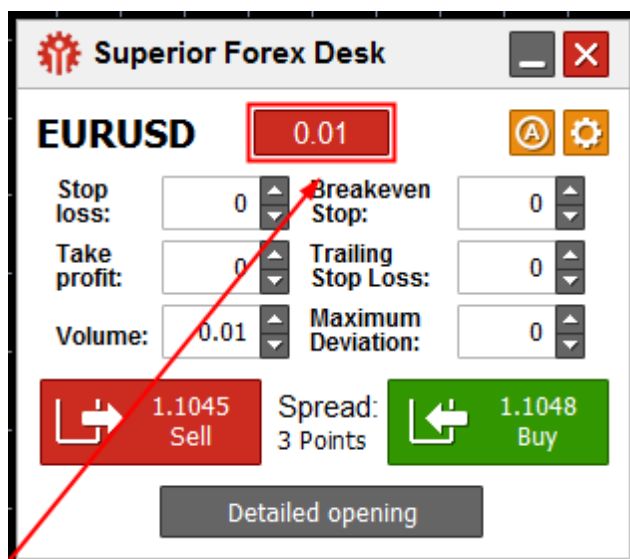 Superior Forex Desk
EURUSD 0.01 A
Stop loss: 0 Breakeven Stop: 0
Take profit: 0 Trailing Stop Loss: 0
Volume: 0.01 Maximum Deviation: 0
1.1045 Sell
Spread: 3 Points
1.1048 Buy
Detailed opening